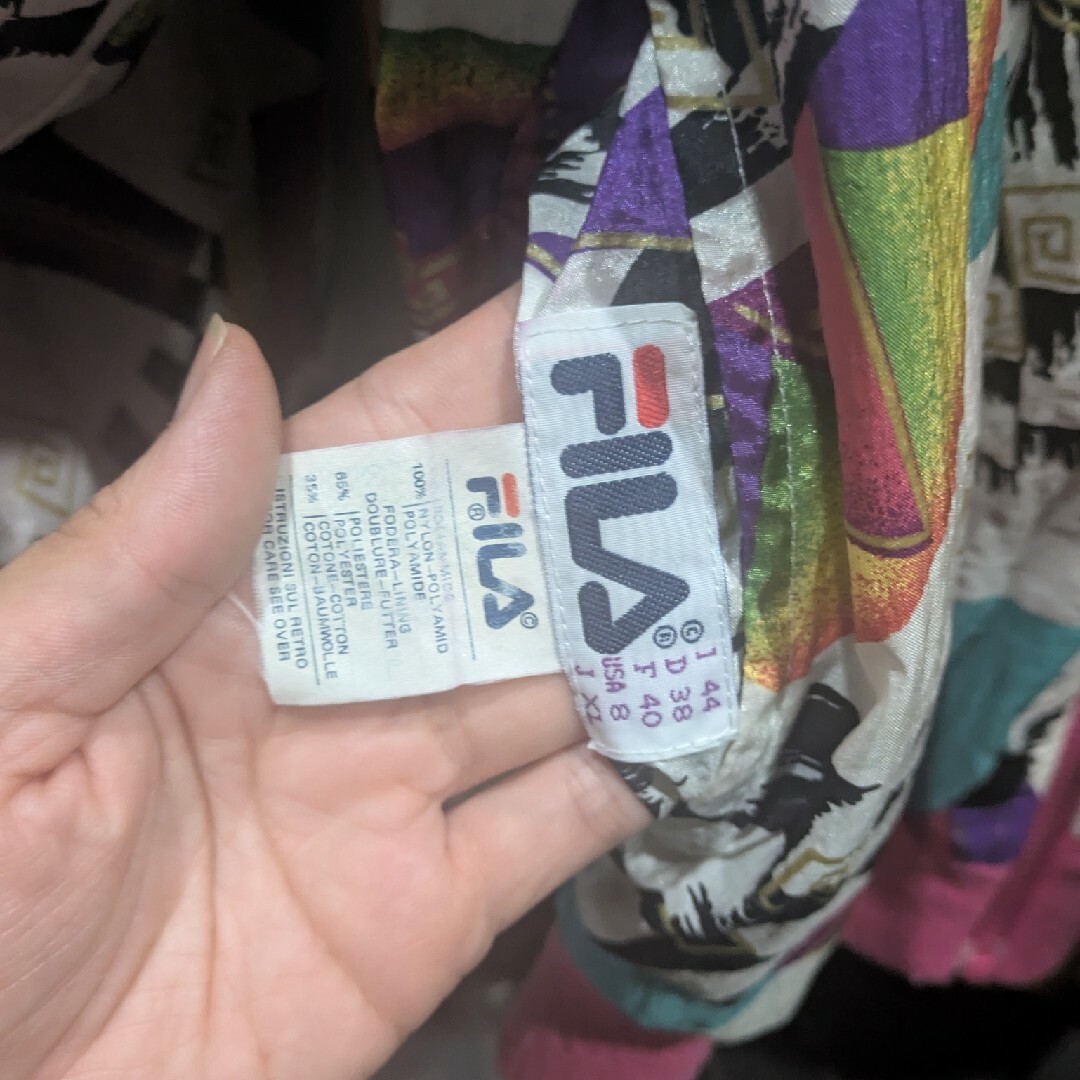 FILA
©
®
I 44
D 38
F 40
USA 8
J XL
FILA
®
©
100% NYLON-POLYAMID
POLYAMIDE
FODERA-LINING
DOUBLURE-FUTTER
65% POLIESTERE
POLYESTER
35% COTONE-COTTON
COTON-BAUMWOLLE
ISTRUZIONI SUL RETRO
FOR CARE SEE OVER